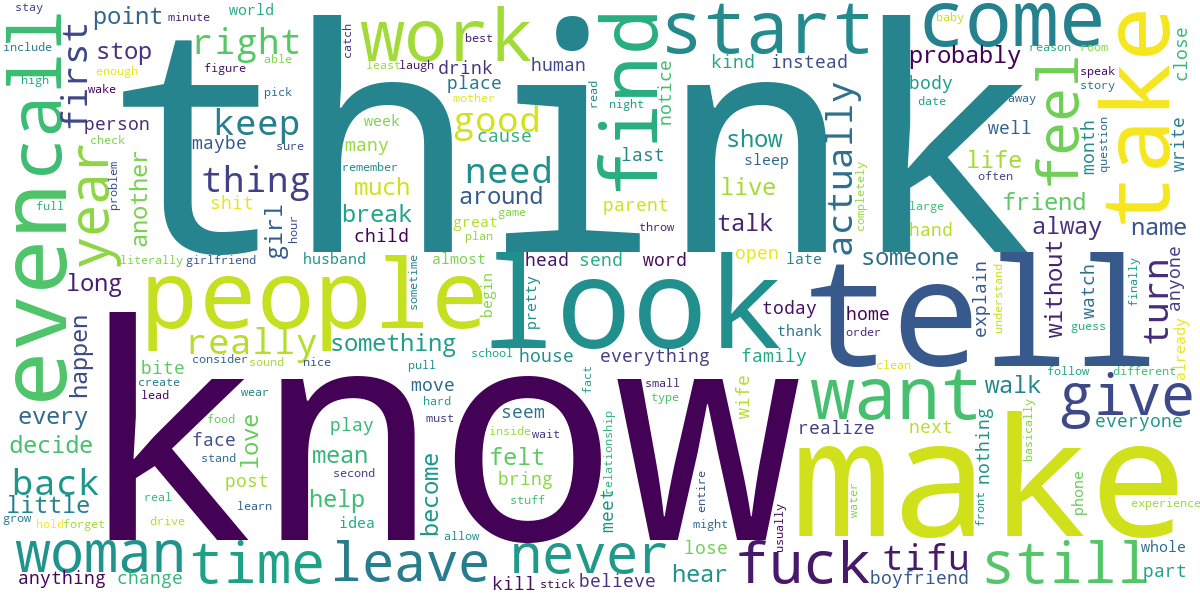 stay
minute
world
baby
include
point
catch
best
come
even
call
first
stop
right
work
start
find
take
high
enough
able
least
laugh
drink
human
kind
instead
probably
reason
room
close
wake
figure
place
read
notice
body
speak
story
think
pick
mother
night
date
away
feel
person
keep
week
good
show
actually
well
month
question
write
check
maybe
sure
many
cause
last
sleep
life
often
year
problem
another
thing
remember
need
live
completely
full
shit
girl
hour
much
around
parent
large
friend
break
great
game
throw
talk
hand
alway
name
child
plan
literally
girlfriend
husband
almost
head
send
word
open
late
someone
long
people
sometime
begin
pretty
look
today
home
tell
explain
understand
without
watch
anyone
finally
turn
already
thank
order
guess
happen
really
something
house
everything
family
consider
sound
nice
school
bite
pull
fact
clean
follow
different
create
lead
wear
know
move
hard
small
type
wife
want
walk
give
every
food
love
play
must
seem
realize
next
nothing
everyone
decide
face
stand
mean
inside
wait
felt
relationship
make
basically
back
post
second
become
bring
entire
phone
little
real
learn
help
stuff
meet
water
front
experience
grow
hold
forget
drive
idea
allow
might
usually
woman
time
leave
never
lose
fuck
tifu
still
whole
anything
change
kill
stick
believe
hear
boyfriend
part